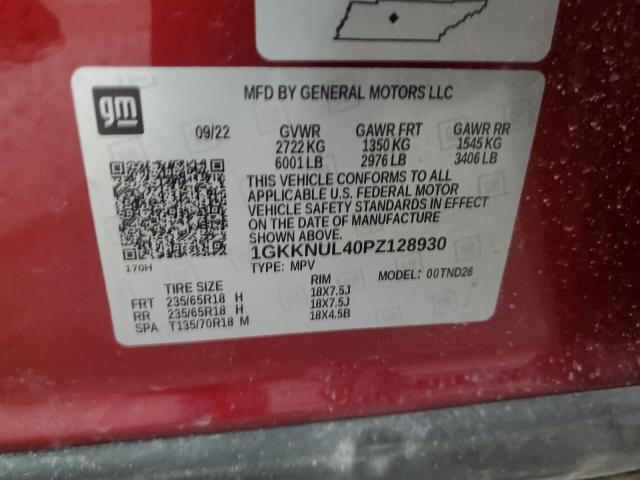 gm
MFD BY GENERAL MOTORS LLC
09/22 GVWR GAWR FRT GAWR RR
2722 KG 1350 KG 1545 KG
6001 LB 2976 LB 3406 LB
THIS VEHICLE CONFORMS TO ALL
APPLICABLE U.S. FEDERAL MOTOR
VEHICLE SAFETY STANDARDS IN EFFECT
ON THE DATE OF MANUFACTURE
SHOWN ABOVE.
1GKKNUL40PZ128930
170H
TYPE: MPV MODEL: 00TND26
TIRE SIZE RIM
FRT 235/65R18 H 18X7.5J
RR 235/65R18 H 18X7.5J
SPA T135/70R18 M 18X4.5B